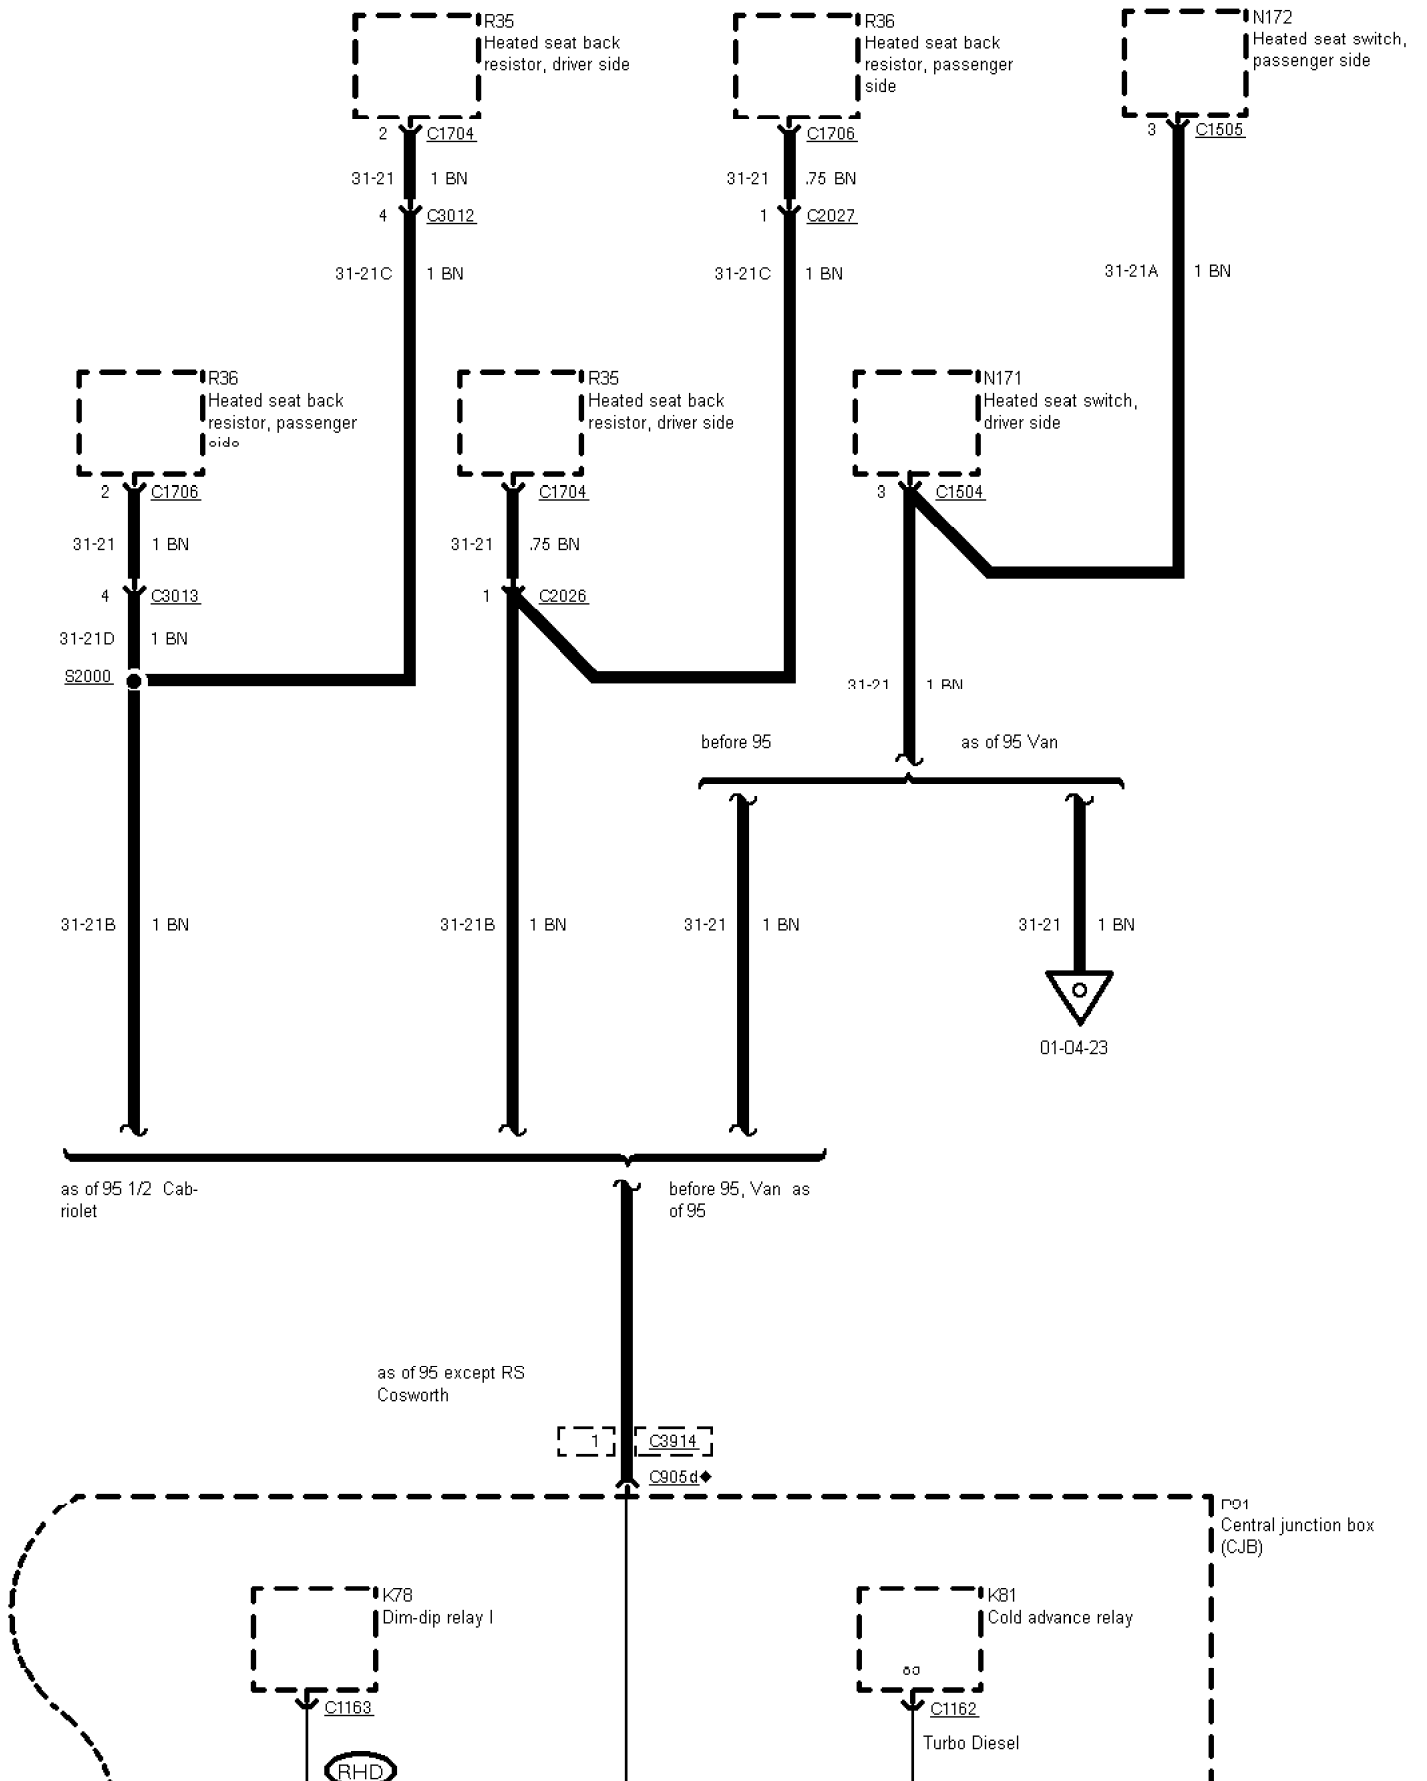 R35
Heated seat back
resistor, driver side
R36
Heated seat back
resistor, passenger
side
N172
Heated seat switch,
passenger side
2 C1704
C1706
3 C1505
31-21 1 BN
31-21 .75 BN
4 C3012
1 C2027
31-21C 1 BN
31-21C 1 BN
31-21A 1 BN
R36
Heated seat back
resistor, passenger
side
R35
Heated seat back
resistor, driver side
N171
Heated seat switch,
driver side
2 C1706
C1704
3 C1504
31-21 1 BN
31-21 .75 BN
4 C3013
1 C2026
31-21D 1 BN
S2000
31-21 1 BN
before 95
as of 95 Van
31-21B 1 BN
31-21B 1 BN
31-21 1 BN
31-21 1 BN
01-04-23
as of 95 1/2 Cab-
riolet
before 95, Van as
of 95
as of 95 except RS
Cosworth
1 C3914
C905d
Central junction box
(CJB)
K78
Dim-dip relay I
K81
Cold advance relay
C1163
C1162
Turbo Diesel
RHD